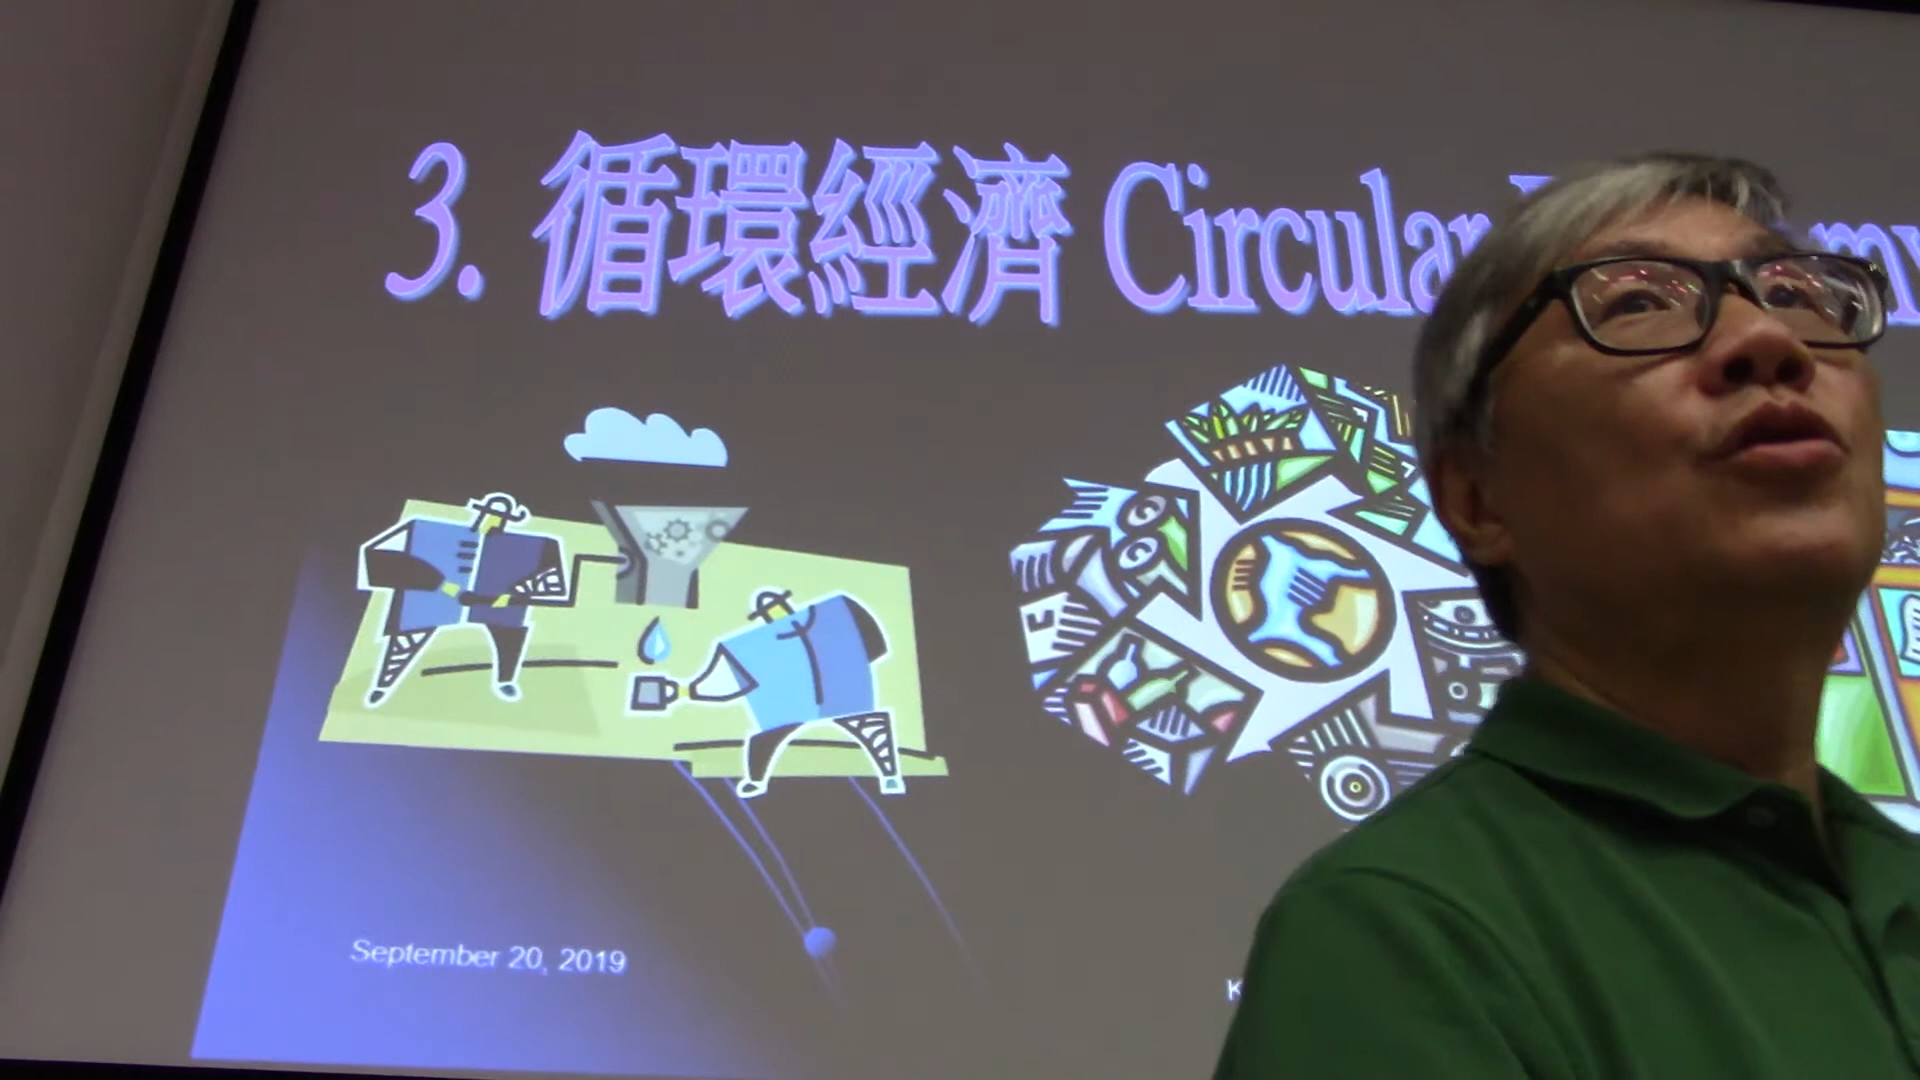 3. 循環經濟 Circular
September 20, 2019
K